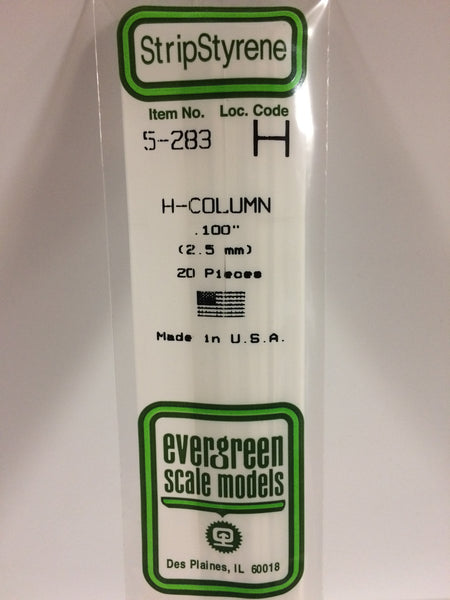 StripStyrene
Item No. Loc. Code
5-283 H
H-COLUMN
.100"
(2.5 mm)
20 Pieces
Made in U.S.A.
evergreen
scale models
Des Plaines, IL 60018